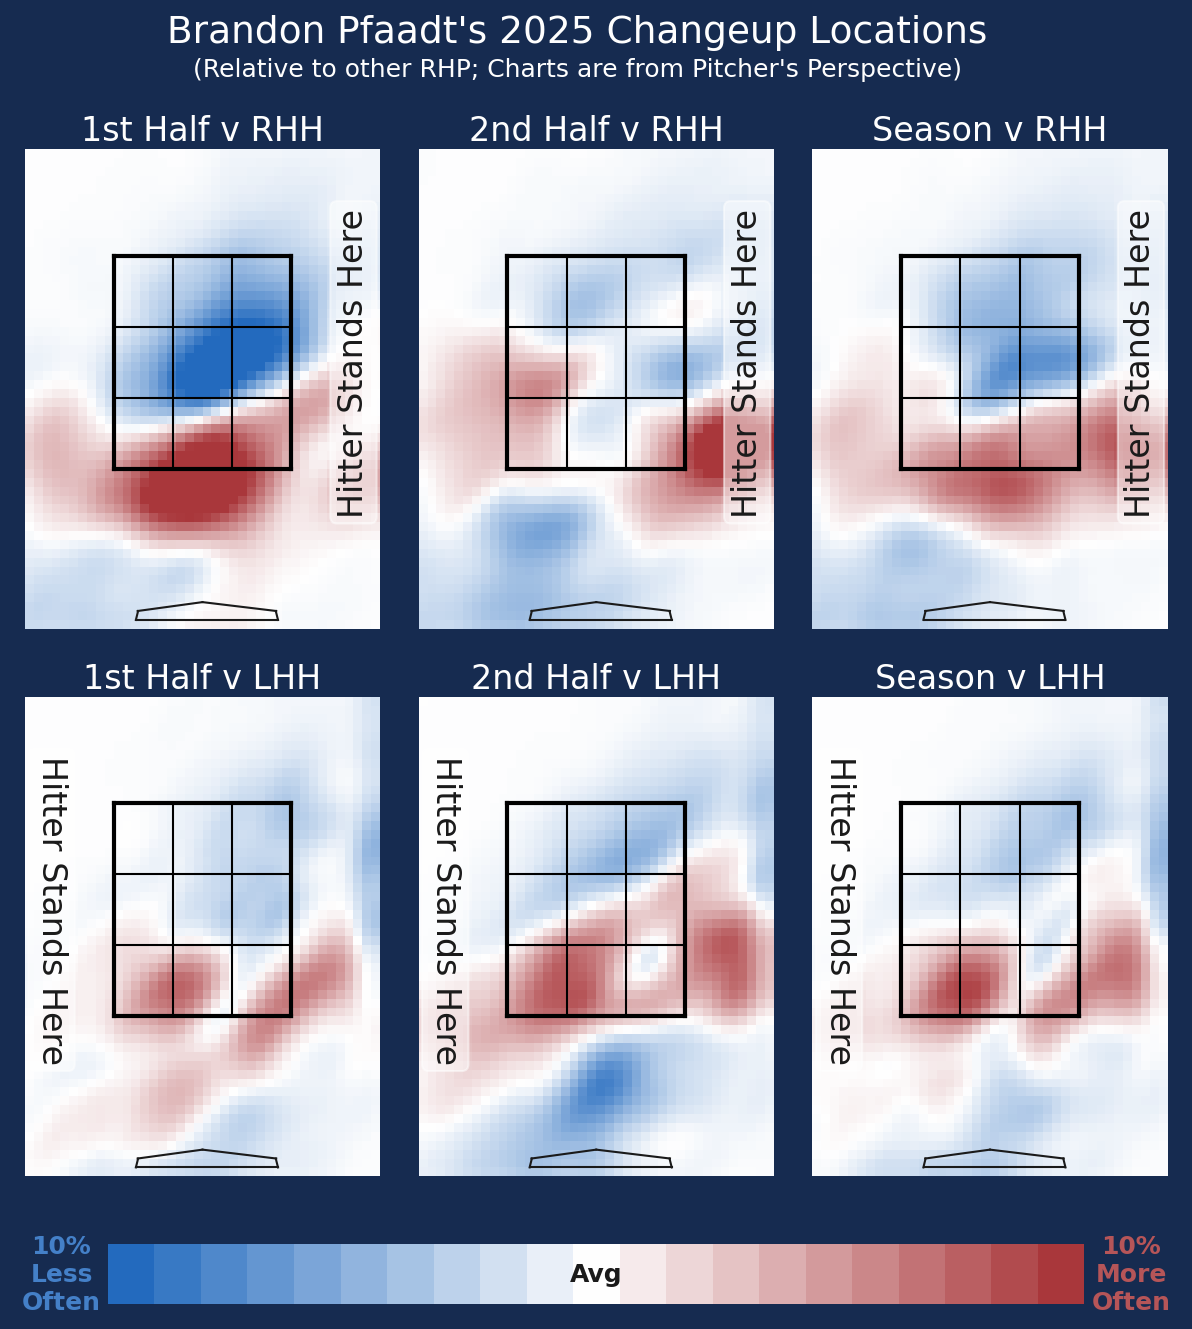 Brandon Pfaadt's 2025 Changeup Locations
(Relative to other RHP; Charts are from Pitcher's Perspective)
1st Half v RHH
2nd Half v RHH
Season v RHH
Hitter Stands Here
Hitter Stands Here
Hitter Stands Here
1st Half v LHH
2nd Half v LHH
Season v LHH
Hitter Stands Here
Hitter Stands Here
Hitter Stands Here
10%
Less
Often
Avg
10%
More
Often